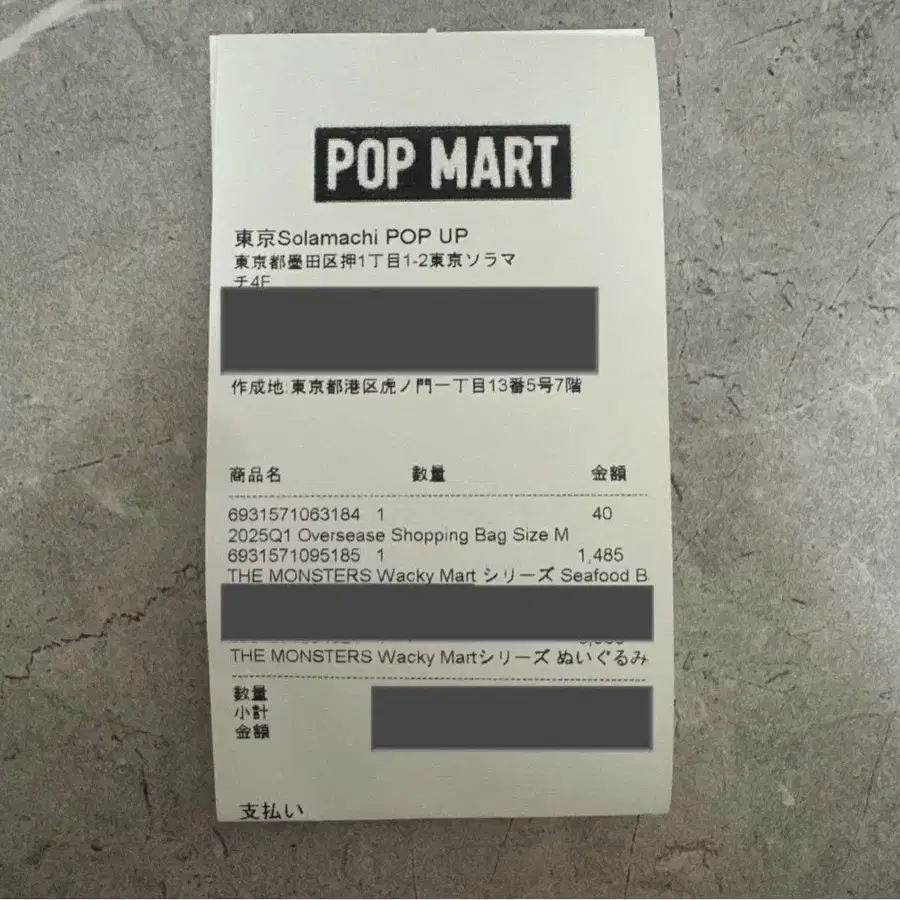 POP MART
東京Solamachi POP UP
東京都墨田区押1丁目1-2東京ソラマ
チ4F
作成地:東京都港区虎ノ門一丁目13番5号7階
商品名 数量 金額
6931571063184 1 40
2025Q1 Oversease Shopping Bag Size M
6931571095185 1 1,485
THE MONSTERS Wacky Mart シリーズ Seafood B
THE MONSTERS Wacky Martシリーズ ぬいぐるみ
数量
小計
金額
支払い